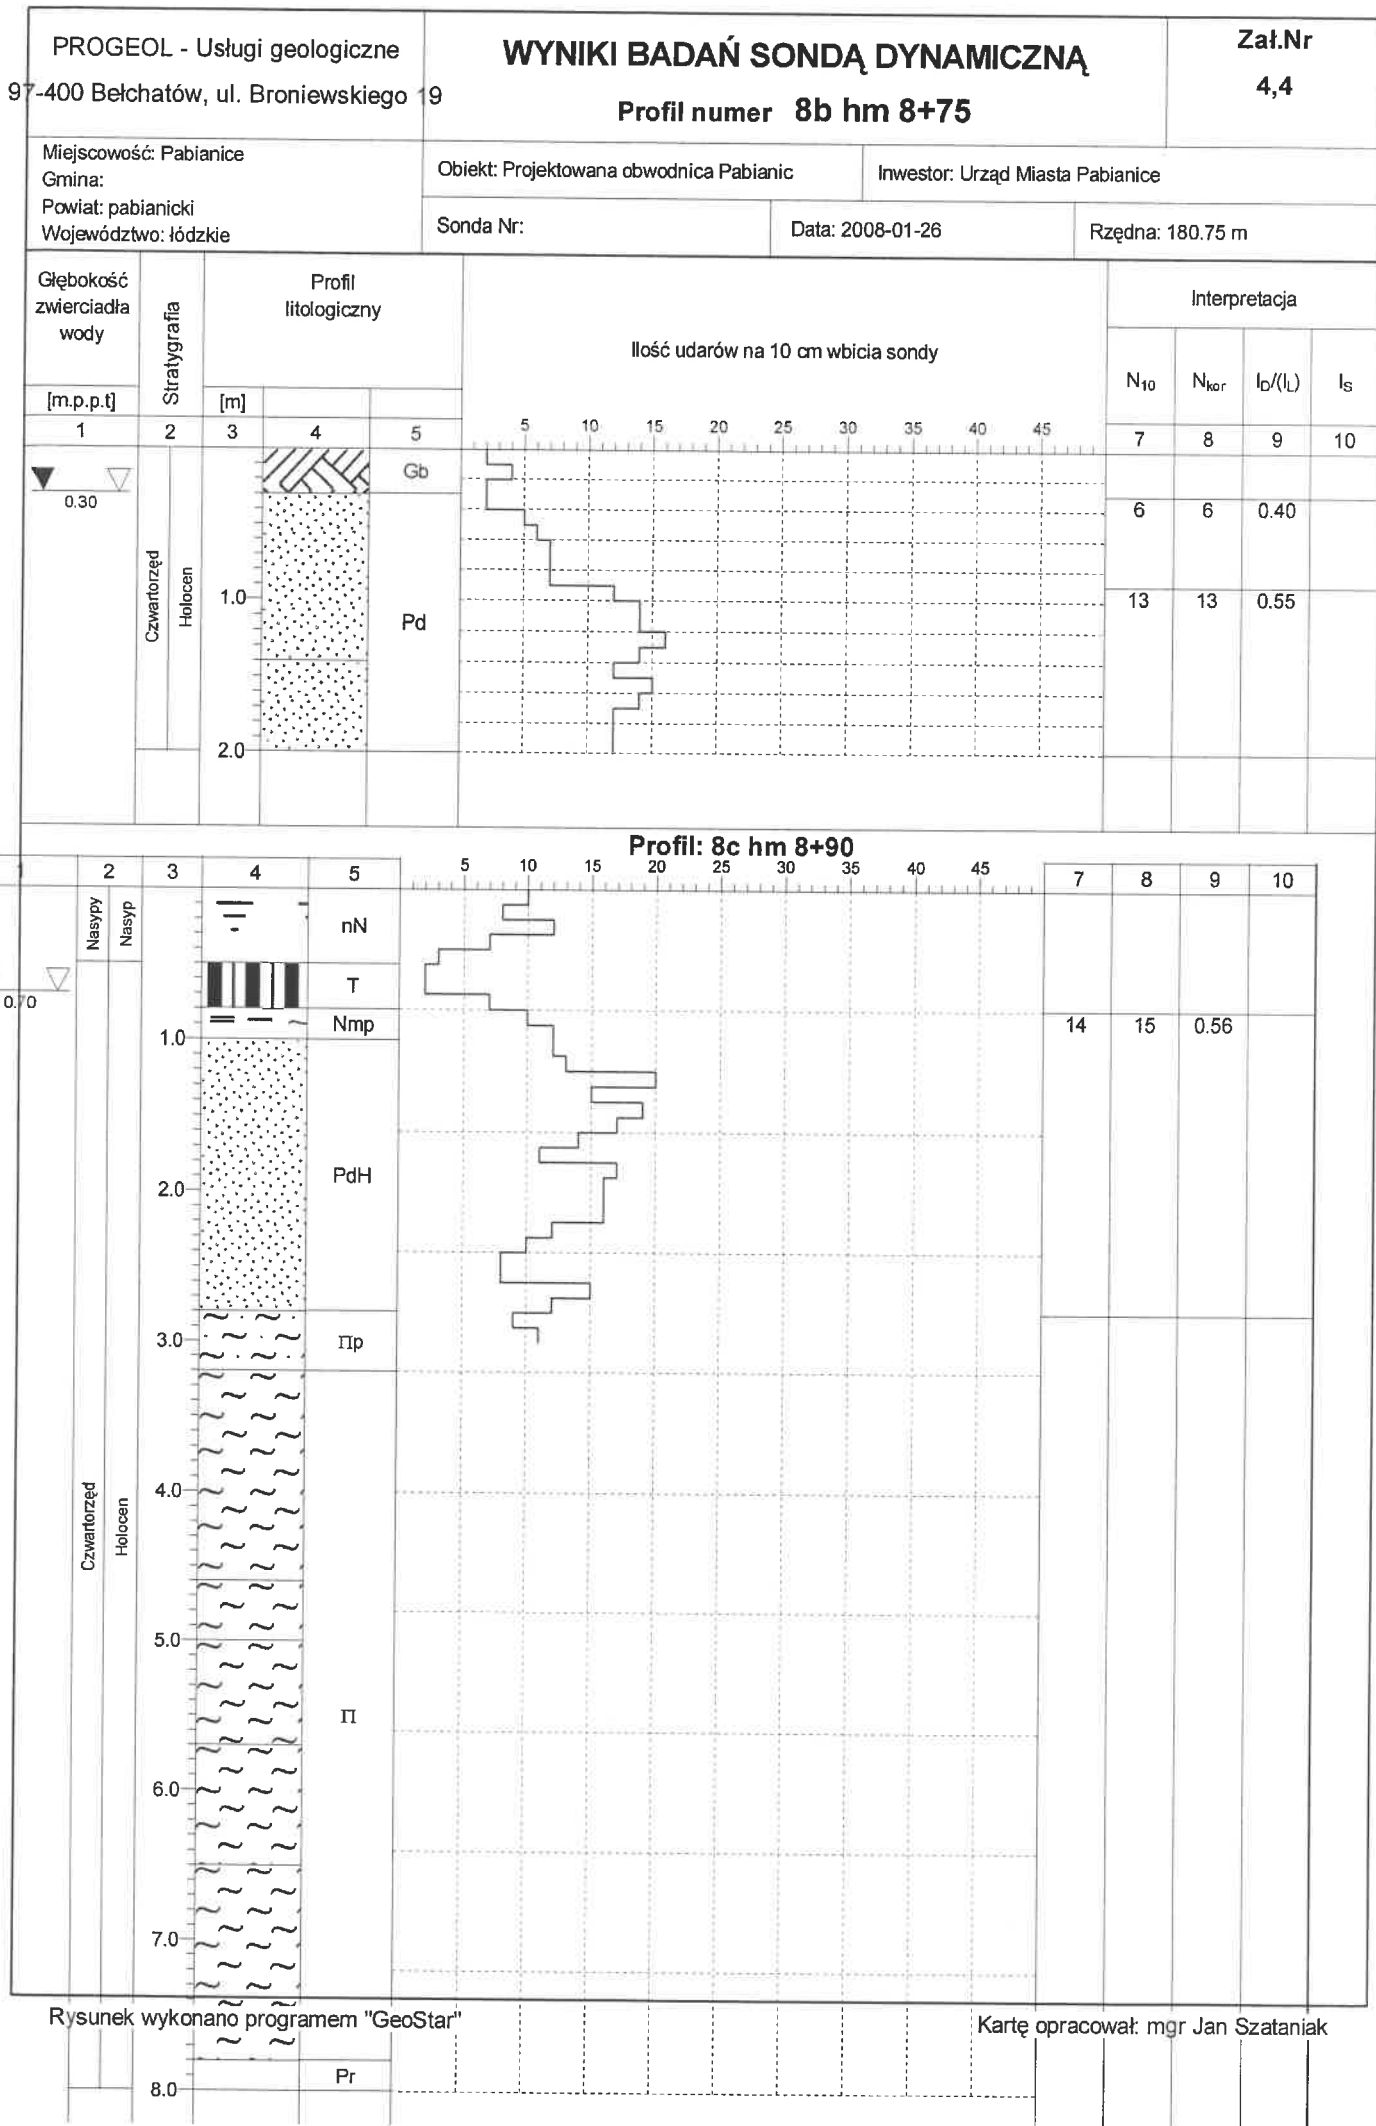 PROGEOL - Usługi geologiczne
97-400 Bełchatów, ul. Broniewskiego 19
WYNIKI BADAŃ SONDĄ DYNAMICZNĄ
Profil numer 8b hm 8+75
Zał.Nr
4,4
Miejscowość: Pabianice
Gmina:
Powiat: pabianicki
Województwo: łódzkie
Obiekt: Projektowana obwodnica Pabianic
Inwestor: Urząd Miasta Pabianice
Sonda Nr:
Data: 2008-01-26
Rzędna: 180.75 m
Głębokość
zwierciadła
wody
[m.p.p.t]
Stratygrafia
Profil
litologiczny
[m]
Ilość udarów na 10 cm wbicia sondy
Interpretacja
N10 Nkor ID/(IL) IS
1 2 3 4 5
5 10 15 20 25 30 35 40 45
7 8 9 10
0.30
Czwartorzęd
Holocen
Gb
Pd
1.0
2.0
6 6 0.40
13 13 0.55
Profil: 8c hm 8+90
1 2 3 4 5
5 10 15 20 25 30 35 40 45
7 8 9 10
Nasypy
Nasyp
nN
T
0.70
Nmp
1.0
14 15 0.56
PdH
2.0
3.0
Πp
4.0
Czwartorzęd
Holocen
5.0
Π
6.0
7.0
Rysunek wykonano programem "GeoStar"
Kartę opracował: mgr Jan Szataniak
Pr
8.0